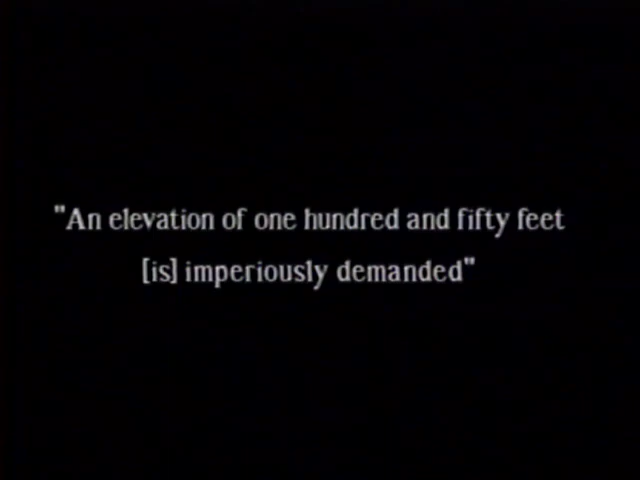 "An elevation of one hundred and fifty feet
[is] imperiously demanded"